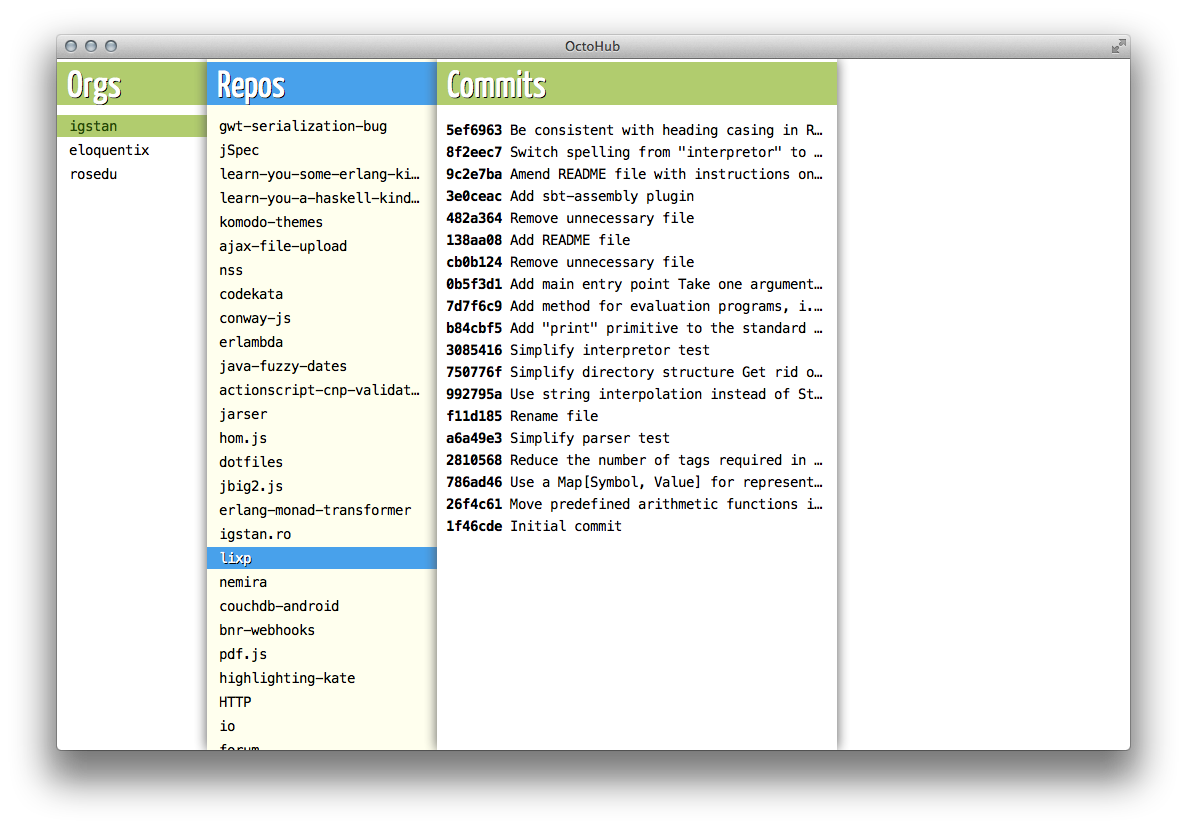 OctoHub
Orgs
igstan
eloquentix
rosedu
Repos
gwt-serialization-bug
jSpec
learn-you-some-erlang-ki…
learn-you-a-haskell-kind…
komodo-themes
ajax-file-upload
nss
codekata
conway-js
erlambda
java-fuzzy-dates
actionscript-cnp-validat…
jarser
hom.js
dotfiles
jbig2.js
erlang-monad-transformer
igstan.ro
lixp
nemira
couchdb-android
bnr-webhooks
pdf.js
highlighting-kate
HTTP
io
forum
Commits
5ef6963 Be consistent with heading casing in R…
8f2eec7 Switch spelling from "interpretor" to …
9c2e7ba Amend README file with instructions on…
3e0ceac Add sbt-assembly plugin
482a364 Remove unnecessary file
138aa08 Add README file
cb0b124 Remove unnecessary file
0b5f3d1 Add main entry point Take one argument…
7d7f6c9 Add method for evaluation programs, i.…
b84cbf5 Add "print" primitive to the standard …
3085416 Simplify interpretor test
750776f Simplify directory structure Get rid o…
992795a Use string interpolation instead of St…
f11d185 Rename file
a6a49e3 Simplify parser test
2810568 Reduce the number of tags required in …
786ad46 Use a Map[Symbol, Value] for represent…
26f4c61 Move predefined arithmetic functions i…
1f46cde Initial commit